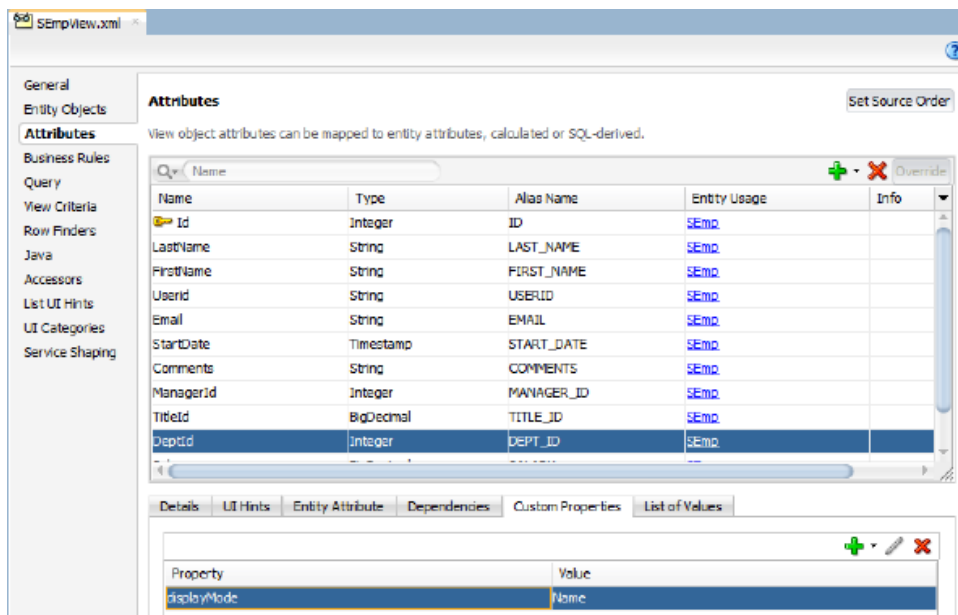 SEmpView.xml
General
Entity Objects
Attributes
Business Rules
Query
View Criteria
Row Finders
Java
Accessors
List UI Hints
UI Categories
Service Shaping
Attributes
Set Source Order
View object attributes can be mapped to entity attributes, calculated or SQL-derived.
Name
Override
Name Type Alias Name Entity Usage Info
Id Integer ID SEmp
LastName String LAST_NAME SEmp
FirstName String FIRST_NAME SEmp
Userid String USERID SEmp
Email String EMAIL SEmp
StartDate Timestamp START_DATE SEmp
Comments String COMMENTS SEmp
ManagerId Integer MANAGER_ID SEmp
TitleId BigDecimal TITLE_ID SEmp
DeptId Integer DEPT_ID SEmp
Details UI Hints Entity Attribute Dependencies Custom Properties List of Values
Property Value
displayMode Name